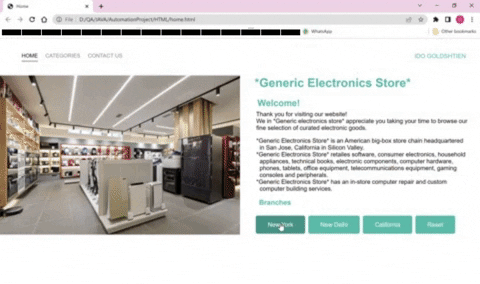 Home
File
D:/QA/JAVA/AutomationProject/HTML/home.html
WhatsApp
Other bookmarks
HOME CATEGORIES CONTACT US
IDO GOLDSHTIEN
"Generic Electronics Store"
Welcome!
Thank you for visiting our website!
We in "Generic electronics store" appreciate you taking your time to browse our
fine selection of curated electronic goods.
"Generic Electronics Store" is an American big-box store chain headquartered
in San Jose, California in Silicon Valley.
"Generic Electronics Store" retailes software, consumer electronics, household
appliances, technical books, electronic components, computer hardware,
phones, tablets, office equipment, telecommunications equipment, gaming
consoles and peripherals.
"Generic Electronics Store" has an in-store computer repair and custom
computer building services.
Branches
New York New Delhi California Reset